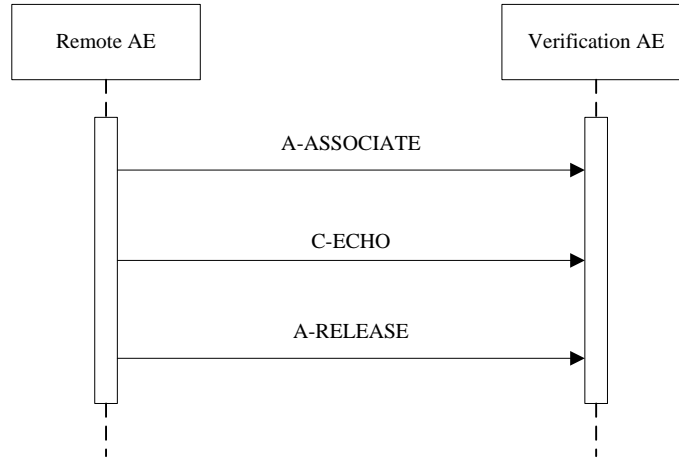 Remote AE
Verification AE
A-ASSOCIATE
C-ECHO
A-RELEASE